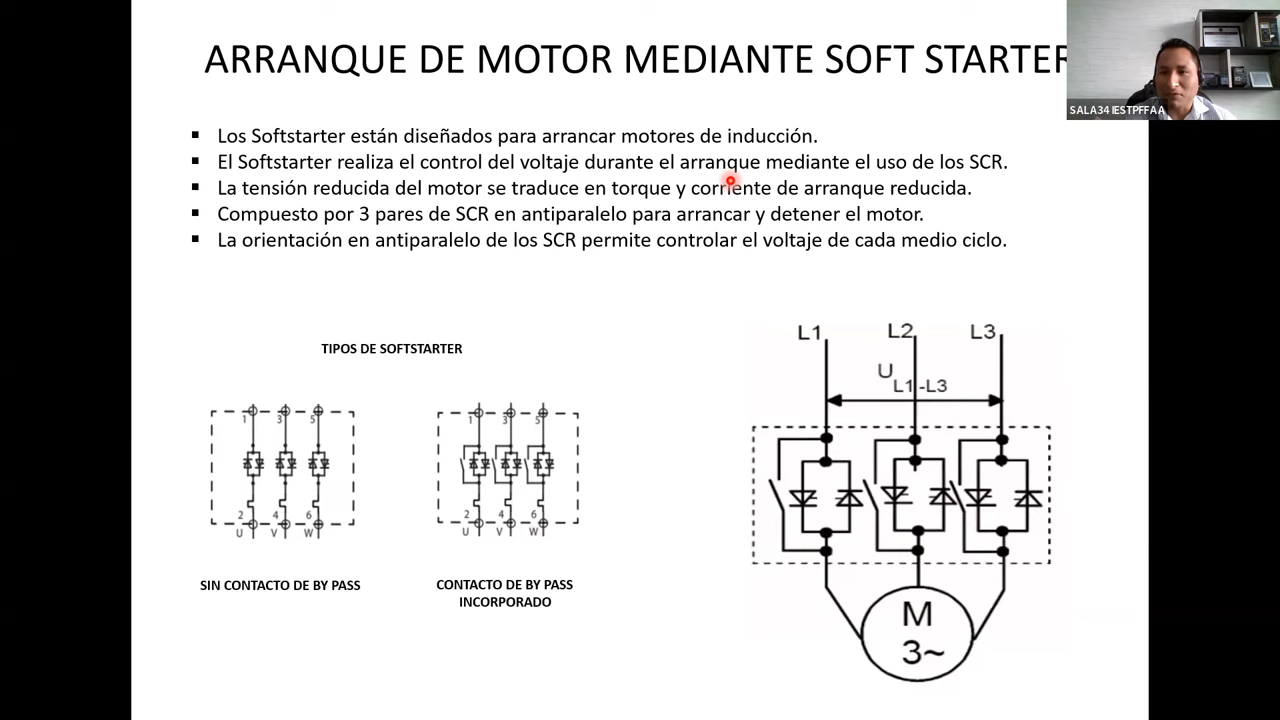 ARRANQUE DE MOTOR MEDIANTE SOFT STARTER
SALA34 IESTPFFAA
▪ Los Softstarter están diseñados para arrancar motores de inducción.
▪ El Softstarter realiza el control del voltaje durante el arranque mediante el uso de los SCR.
▪ La tensión reducida del motor se traduce en torque y corriente de arranque reducida.
▪ Compuesto por 3 pares de SCR en antiparalelo para arrancar y detener el motor.
▪ La orientación en antiparalelo de los SCR permite controlar el voltaje de cada medio ciclo.
TIPOS DE SOFTSTARTER
1 3 5
2 4 6
U V W
SIN CONTACTO DE BY PASS
1 3 5
2 4 6
U V W
CONTACTO DE BY PASS
INCORPORADO
L1 L2 L3
U L1-L3
M
3~